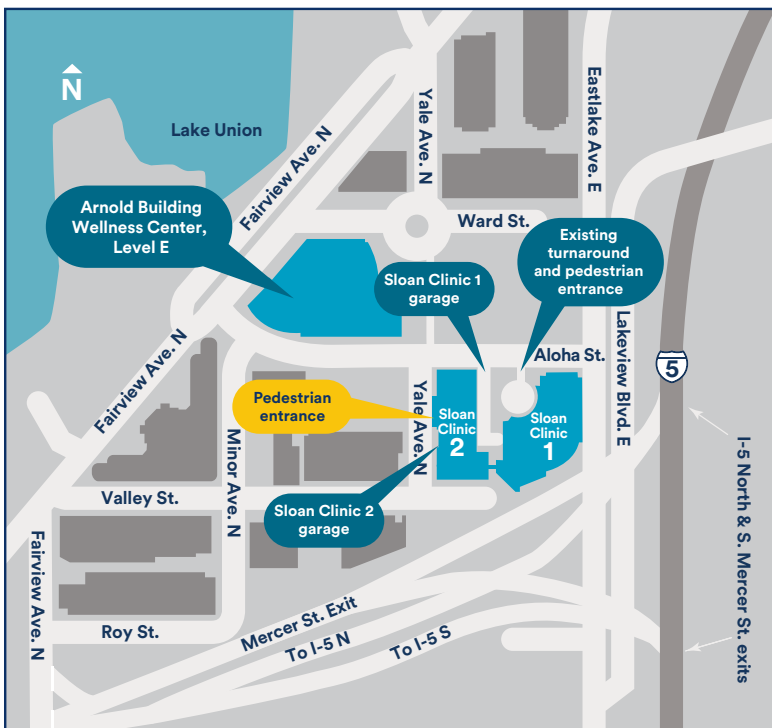 N
Lake Union
Fairview Ave. N
Yale Ave. N
Eastlake Ave. E
Arnold Building
Wellness Center,
Level E
Ward St.
Existing
turnaround
and pedestrian
entrance
Sloan Clinic 1
garage
Fairview Ave. N
Aloha St.
Lakeview Blvd. E
5
Pedestrian
entrance
Minor Ave. N
Yale Ave. N
Sloan
Clinic
2
Sloan
Clinic
1
I-5 North & S. Mercer St. exits
Valley St.
Sloan Clinic 2
garage
Fairview Ave. N
Roy St.
Mercer St. Exit
To I-5 N
To I-5 S